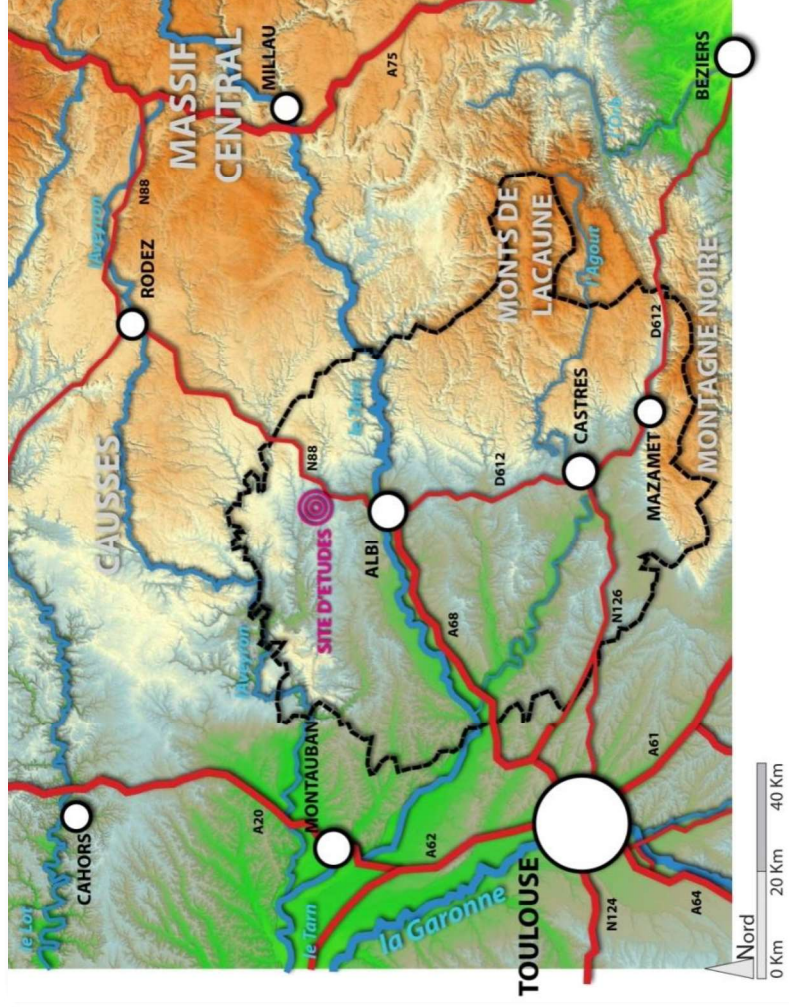 le Lot
CAHORS
CAUSSES
l'Aveyron
N88
RODEZ
MASSIF
CENTRAL
MILLAU
A75
A20
l'Aveyron
SITE D'ETUDES
N88
le Tarn
MONTAUBAN
le Tarn
ALBI
A62
A68
la Garonne
D612
MONTS DE
LACAUNE
l'Agout
l'Orb
CASTRES
TOULOUSE
N126
N124
A61
A64
MAZAMET
D612
MONTAGNE NOIRE
BEZIERS
Nord
0 Km
20 Km
40 Km